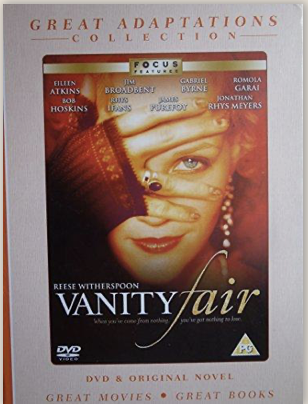 GREAT ADAPTATIONS
COLLECTION
FOCUS
FEATURES
EILEEN ATKINS
JIM BROADBENT
GABRIEL BYRNE
ROMOLA GARAI
BOB HOSKINS
RHYS IFANS
JAMES PUREFOY
JONATHAN RHYS MEYERS
REESE WITHERSPOON
VANITY fair
When you've come from nothing... you've got nothing to lose.
DVD
VIDEO
PG
DVD & ORIGINAL NOVEL
GREAT MOVIES • GREAT BOOKS